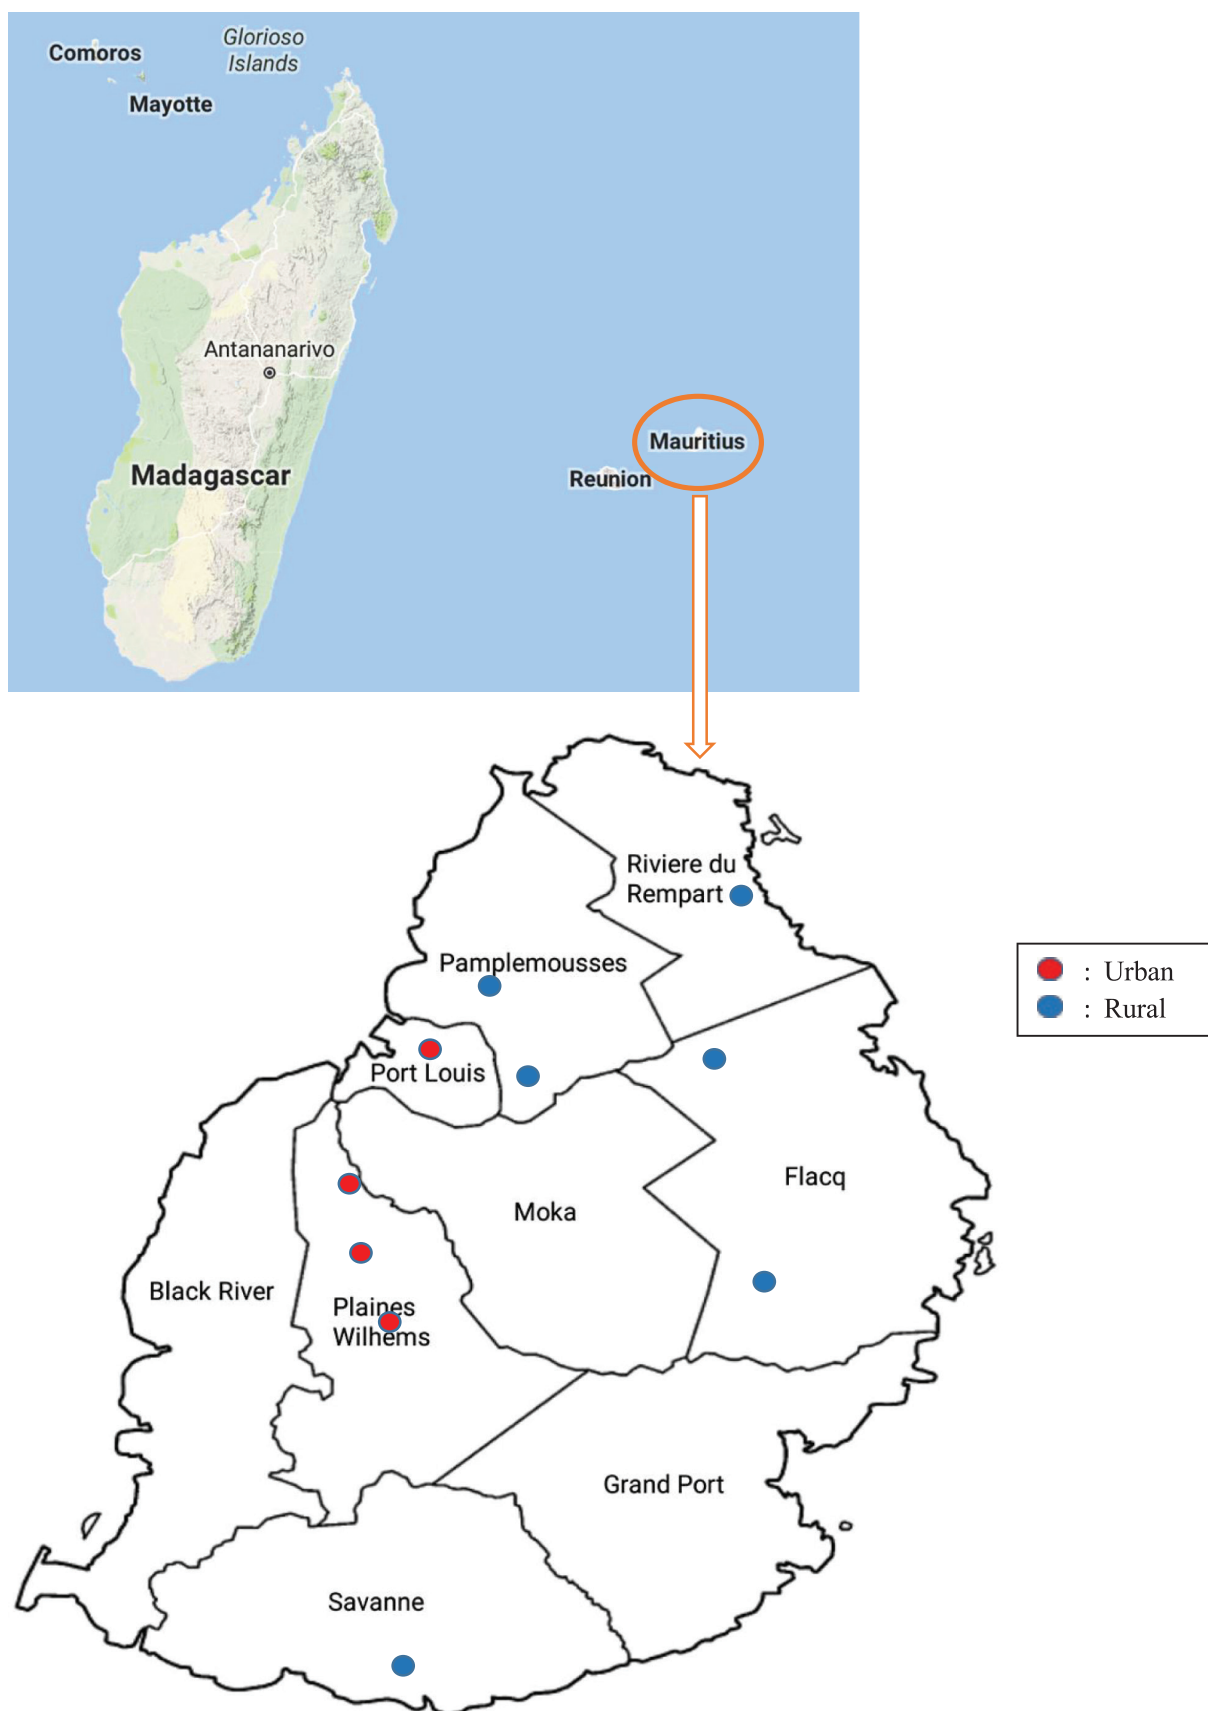 Comoros
Glorioso
Islands
Mayotte
Antananarivo
Madagascar
Mauritius
Reunion
Riviere du
Rempart
Pamplemousses
: Urban
: Rural
Port Louis
Flacq
Moka
Black River
Plaines
Wilhems
Grand Port
Savanne